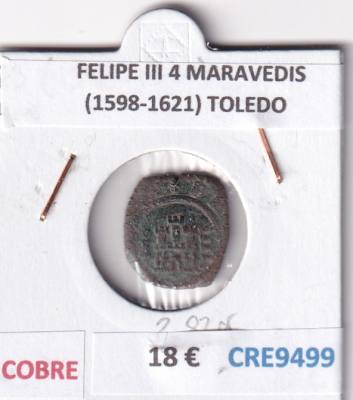 FELIPE III 4 MARAVEDIS
(1598-1621) TOLEDO
COBRE
18 €
CRE9499